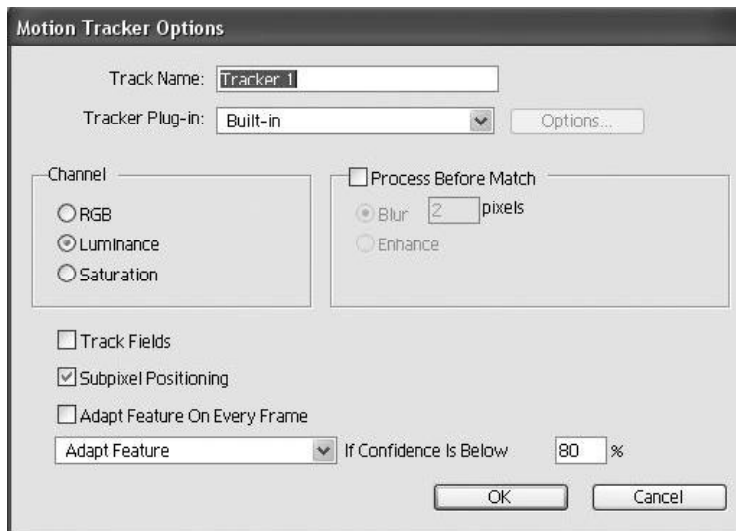 Motion Tracker Options
Track Name: Tracker 1
Tracker Plug-in: Built-in Options...
Channel
RGB
Luminance
Saturation
Process Before Match
Blur 2 pixels
Enhance
Track Fields
Subpixel Positioning
Adapt Feature On Every Frame
Adapt Feature If Confidence Is Below 80 %
OK Cancel